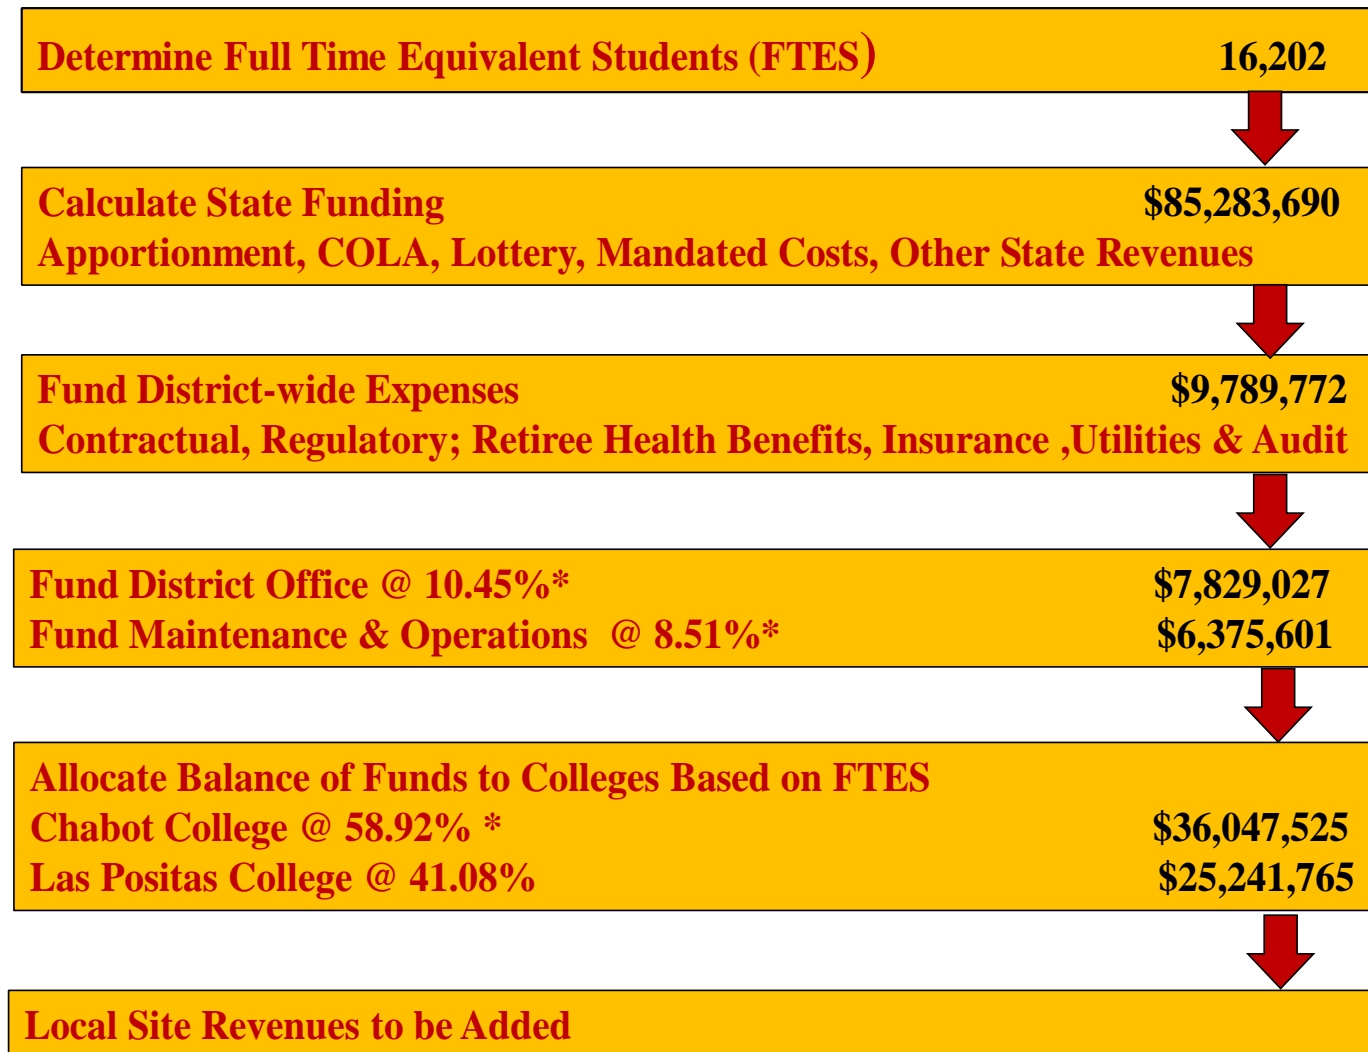 Determine Full Time Equivalent Students (FTES) 16,202
Calculate State Funding $85,283,690
Apportionment, COLA, Lottery, Mandated Costs, Other State Revenues
Fund District-wide Expenses $9,789,772
Contractual, Regulatory; Retiree Health Benefits, Insurance ,Utilities & Audit
Fund District Office @ 10.45%* $7,829,027
Fund Maintenance & Operations @ 8.51%* $6,375,601
Allocate Balance of Funds to Colleges Based on FTES
Chabot College @ 58.92% * $36,047,525
Las Positas College @ 41.08% $25,241,765
Local Site Revenues to be Added